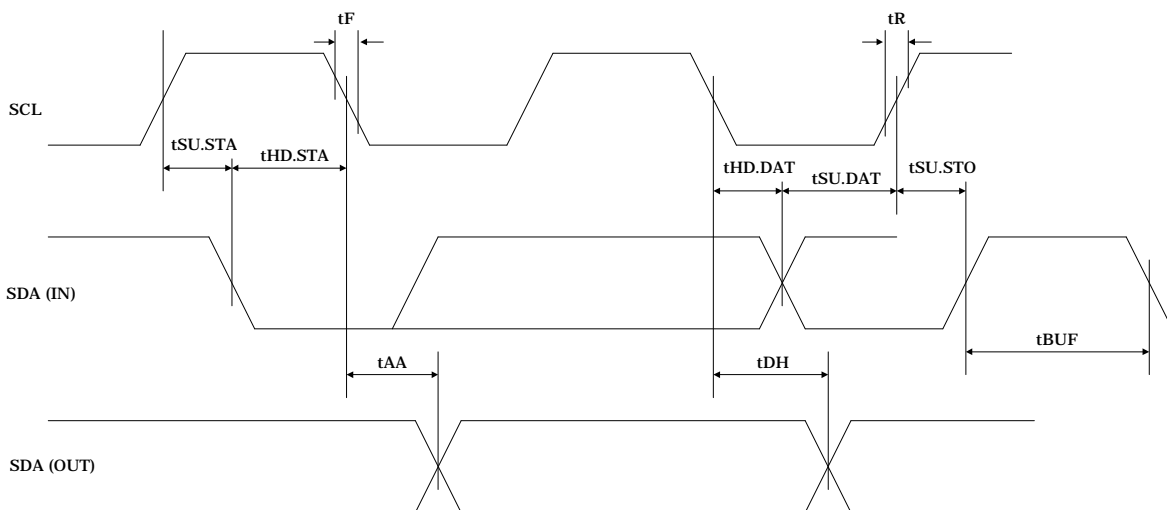 tF
tR
SCL
tSU.STA
tHD.STA
tHD.DAT
tSU.DAT
tSU.STO
SDA (IN)
tBUF
tAA
tDH
SDA (OUT)